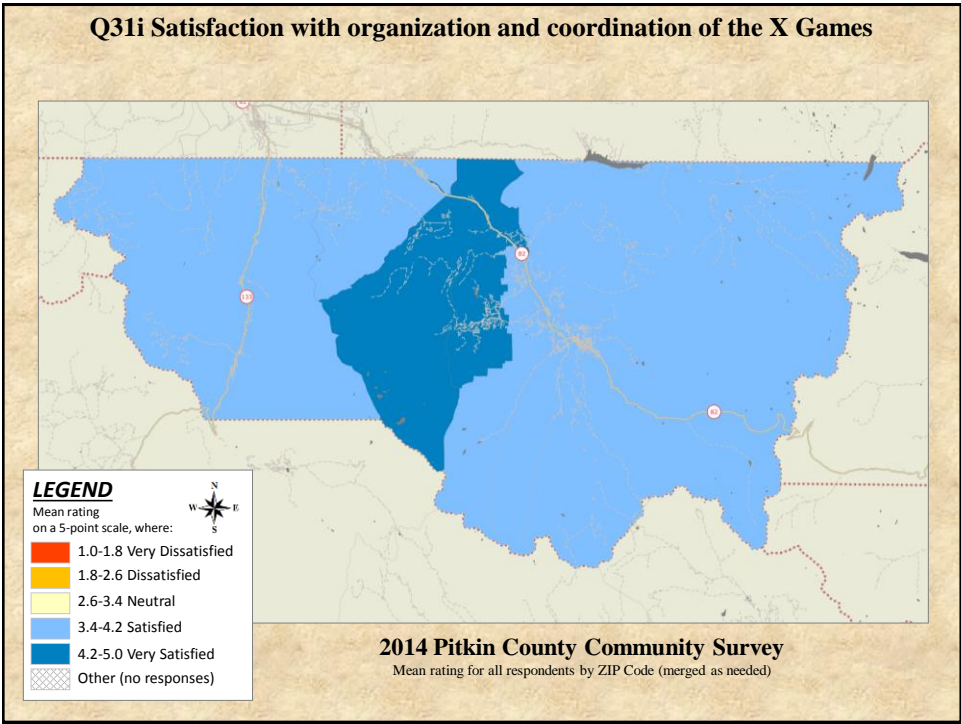 Q31i Satisfaction with organization and coordination of the X Games
133
82
82
LEGEND
Mean rating
on a 5-point scale, where:
N
W E
S
1.0-1.8 Very Dissatisfied
1.8-2.6 Dissatisfied
2.6-3.4 Neutral
3.4-4.2 Satisfied
4.2-5.0 Very Satisfied
Other (no responses)
2014 Pitkin County Community Survey
Mean rating for all respondents by ZIP Code (merged as needed)